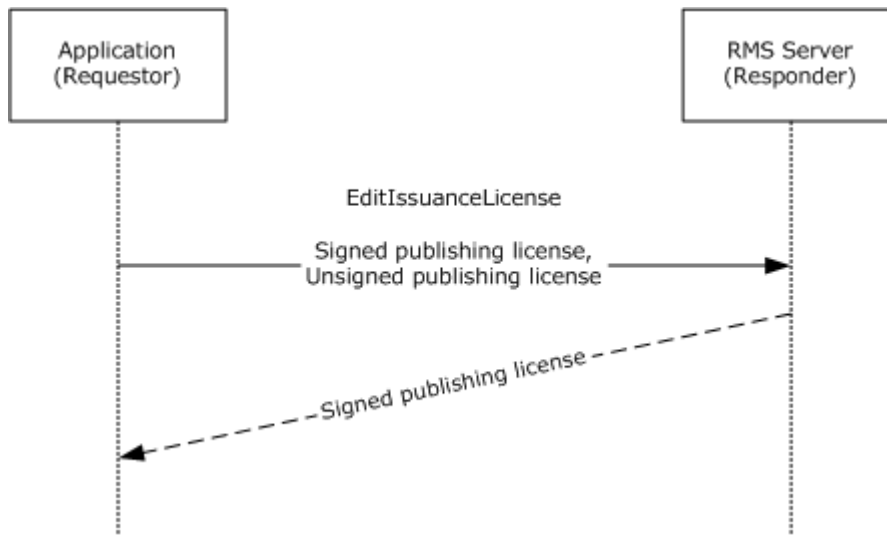 Application
(Requestor)
RMS Server
(Responder)
EditIssuanceLicense
Signed publishing license,
Unsigned publishing license
Signed publishing license